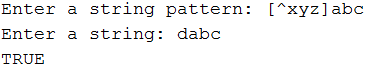 Enter a string pattern: [^xyz]abc
Enter a string: dabc
TRUE